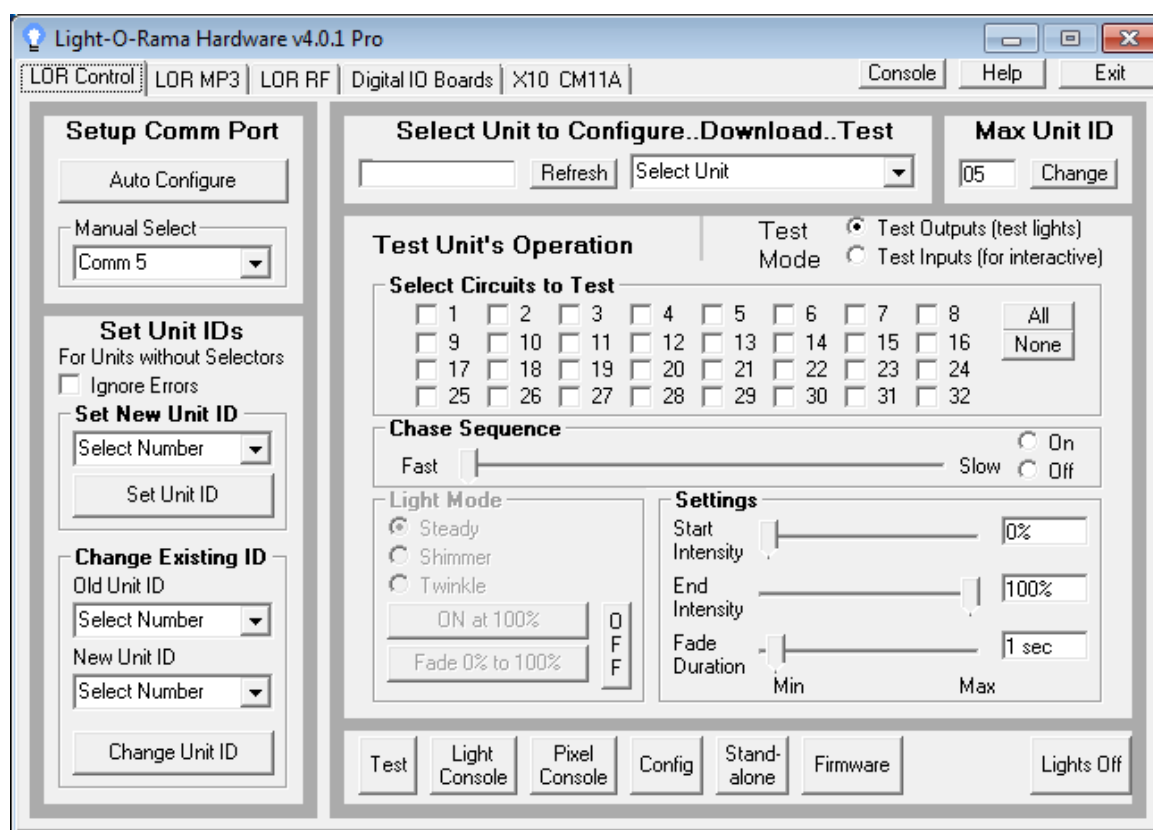 Light-O-Rama Hardware v4.0.1 Pro
LOR Control LOR MP3 LOR RF Digital IO Boards X10 CM11A Console Help Exit
Setup Comm Port
Auto Configure
Manual Select
Comm 5
Set Unit IDs
For Units without Selectors
Ignore Errors
Set New Unit ID
Select Number
Set Unit ID
Change Existing ID
Old Unit ID
Select Number
New Unit ID
Select Number
Change Unit ID
Select Unit to Configure..Download..Test
Refresh Select Unit
Max Unit ID
05 Change
Test Unit's Operation
Test Mode
Test Outputs (test lights)
Test Inputs (for interactive)
Select Circuits to Test
1 2 3 4 5 6 7 8
9 10 11 12 13 14 15 16
17 18 19 20 21 22 23 24
25 26 27 28 29 30 31 32
All
None
Chase Sequence
Fast Slow
On
Off
Light Mode
Steady
Shimmer
Twinkle
ON at 100%
Fade 0% to 100%
OFF
Settings
Start Intensity 0%
End Intensity 100%
Fade Duration 1 sec
Min Max
Test Light Console Pixel Console Config Stand-alone Firmware Lights Off